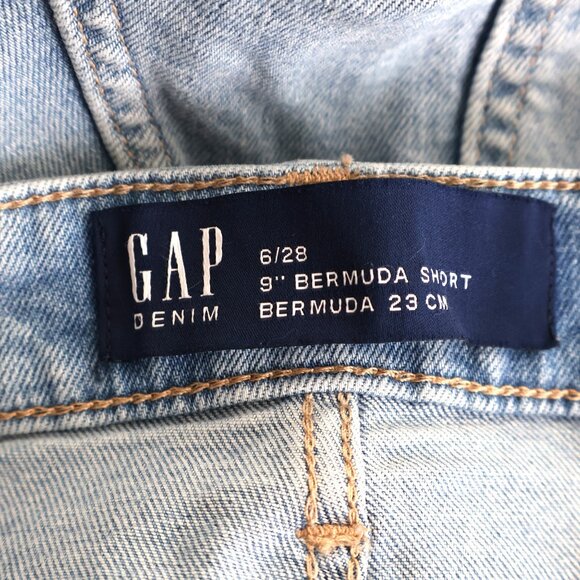 GAP
DENIM
6/28
9" BERMUDA SHORT
BERMUDA 23 CM